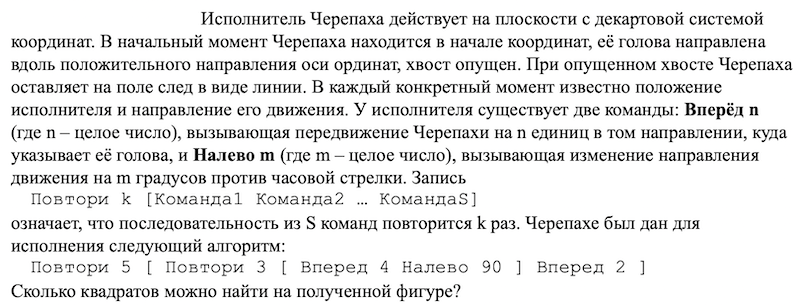 Исполнитель Черепаха действует на плоскости с декартовой системой
координат. В начальный момент Черепаха находится в начале координат, её голова направлена
вдоль положительного направления оси ординат, хвост опущен. При опущенном хвосте Черепаха
оставляет на поле след в виде линии. В каждый конкретный момент известно положение
исполнителя и направление его движения. У исполнителя существует две команды: Вперёд n
(где n – целое число), вызывающая передвижение Черепахи на n единиц в том направлении, куда
указывает её голова, и Налево m (где m – целое число), вызывающая изменение направления
движения на m градусов против часовой стрелки. Запись
Повтори k [Команда1 Команда2 … КомандаS]
означает, что последовательность из S команд повторится k раз. Черепахе был дан для
исполнения следующий алгоритм:
Повтори 5 [ Повтори 3 [ Вперед 4 Налево 90 ] Вперед 2 ]
Сколько квадратов можно найти на полученной фигуре?